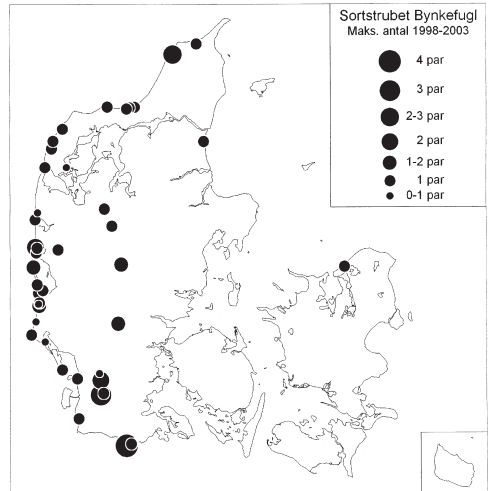 Sortstrubet Bynkefugl
Maks. antal 1998-2003
4 par
3 par
2-3 par
2 par
1-2 par
1 par
0-1 par